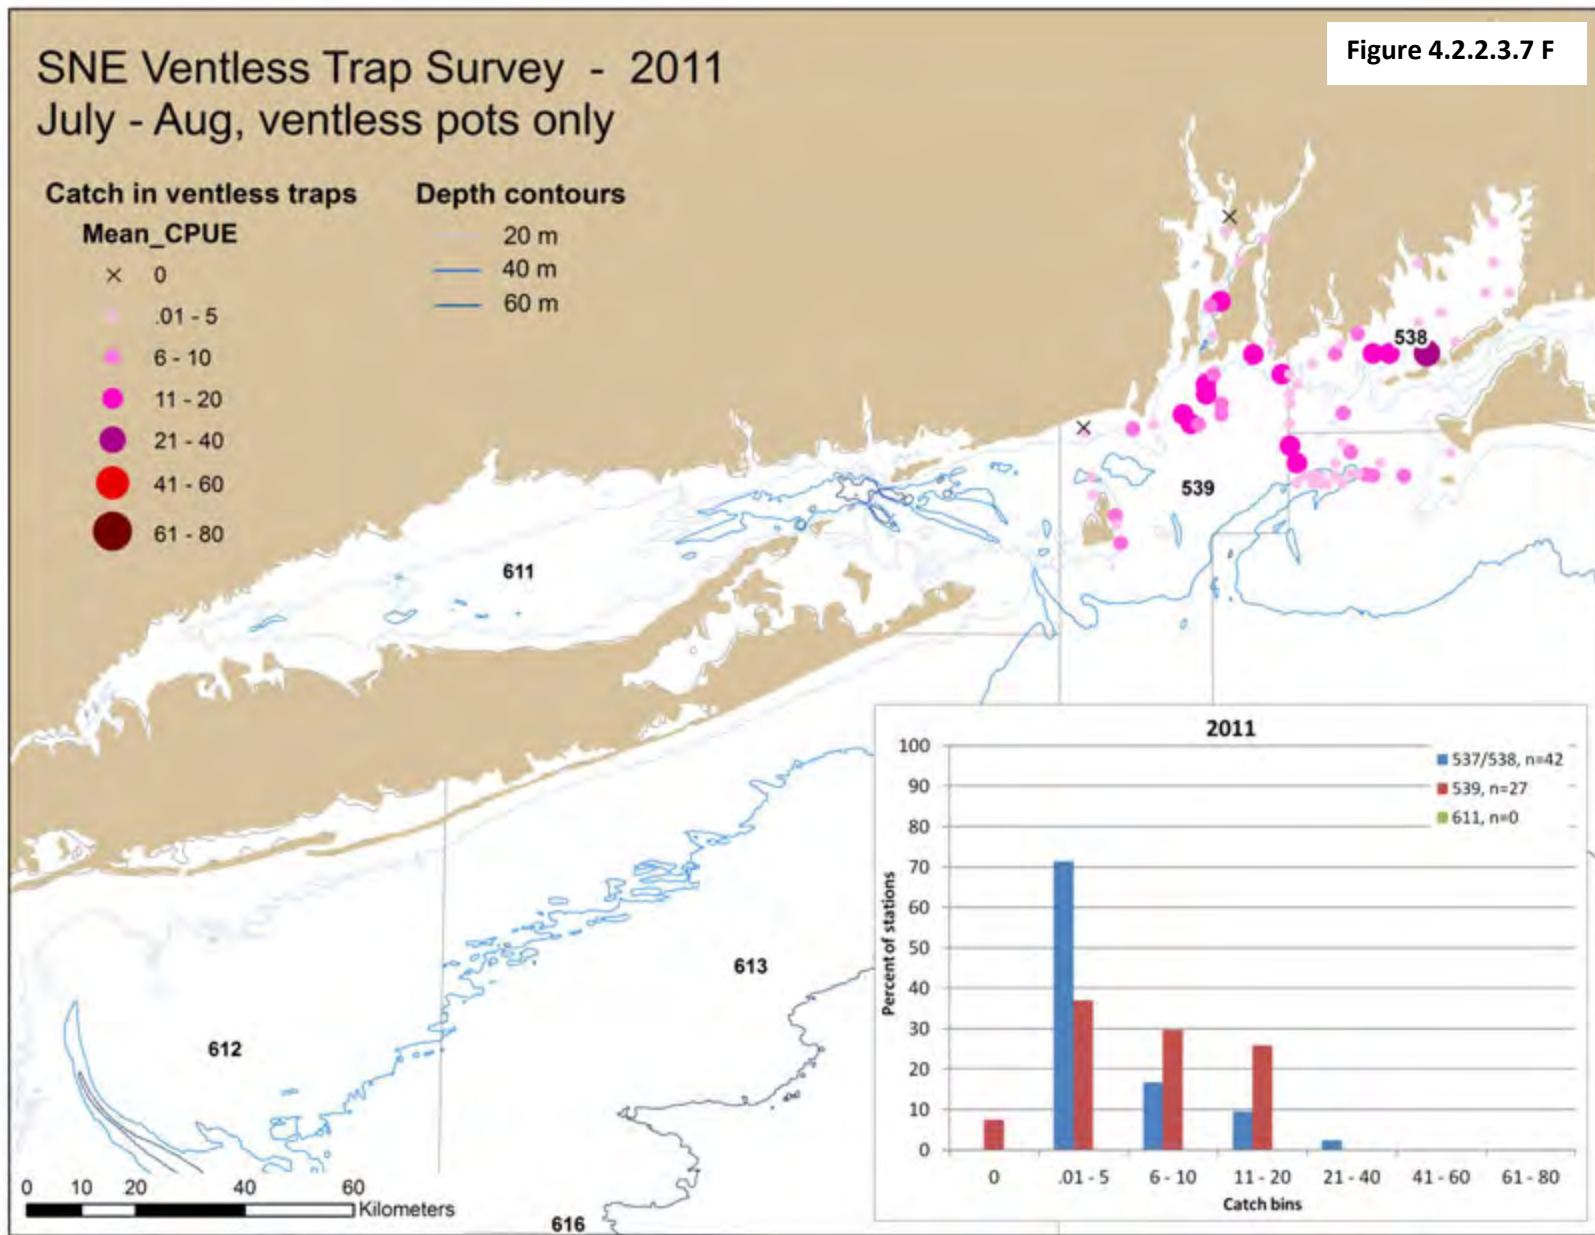 Figure 4.2.2.3.7 F
SNE Ventless Trap Survey - 2011
July - Aug, ventless pots only
Catch in ventless traps
Mean_CPUE
0
.01 - 5
6 - 10
11 - 20
21 - 40
41 - 60
61 - 80
Depth contours
20 m
40 m
60 m
538
539
611
613
612
616
0 10 20 40 60
Kilometers
2011
100
90
80
70
60
50
40
30
20
10
0
Percent of stations
537/538, n=42
539, n=27
611, n=0
0 .01 - 5 6 - 10 11 - 20 21 - 40 41 - 60 61 - 80
Catch bins